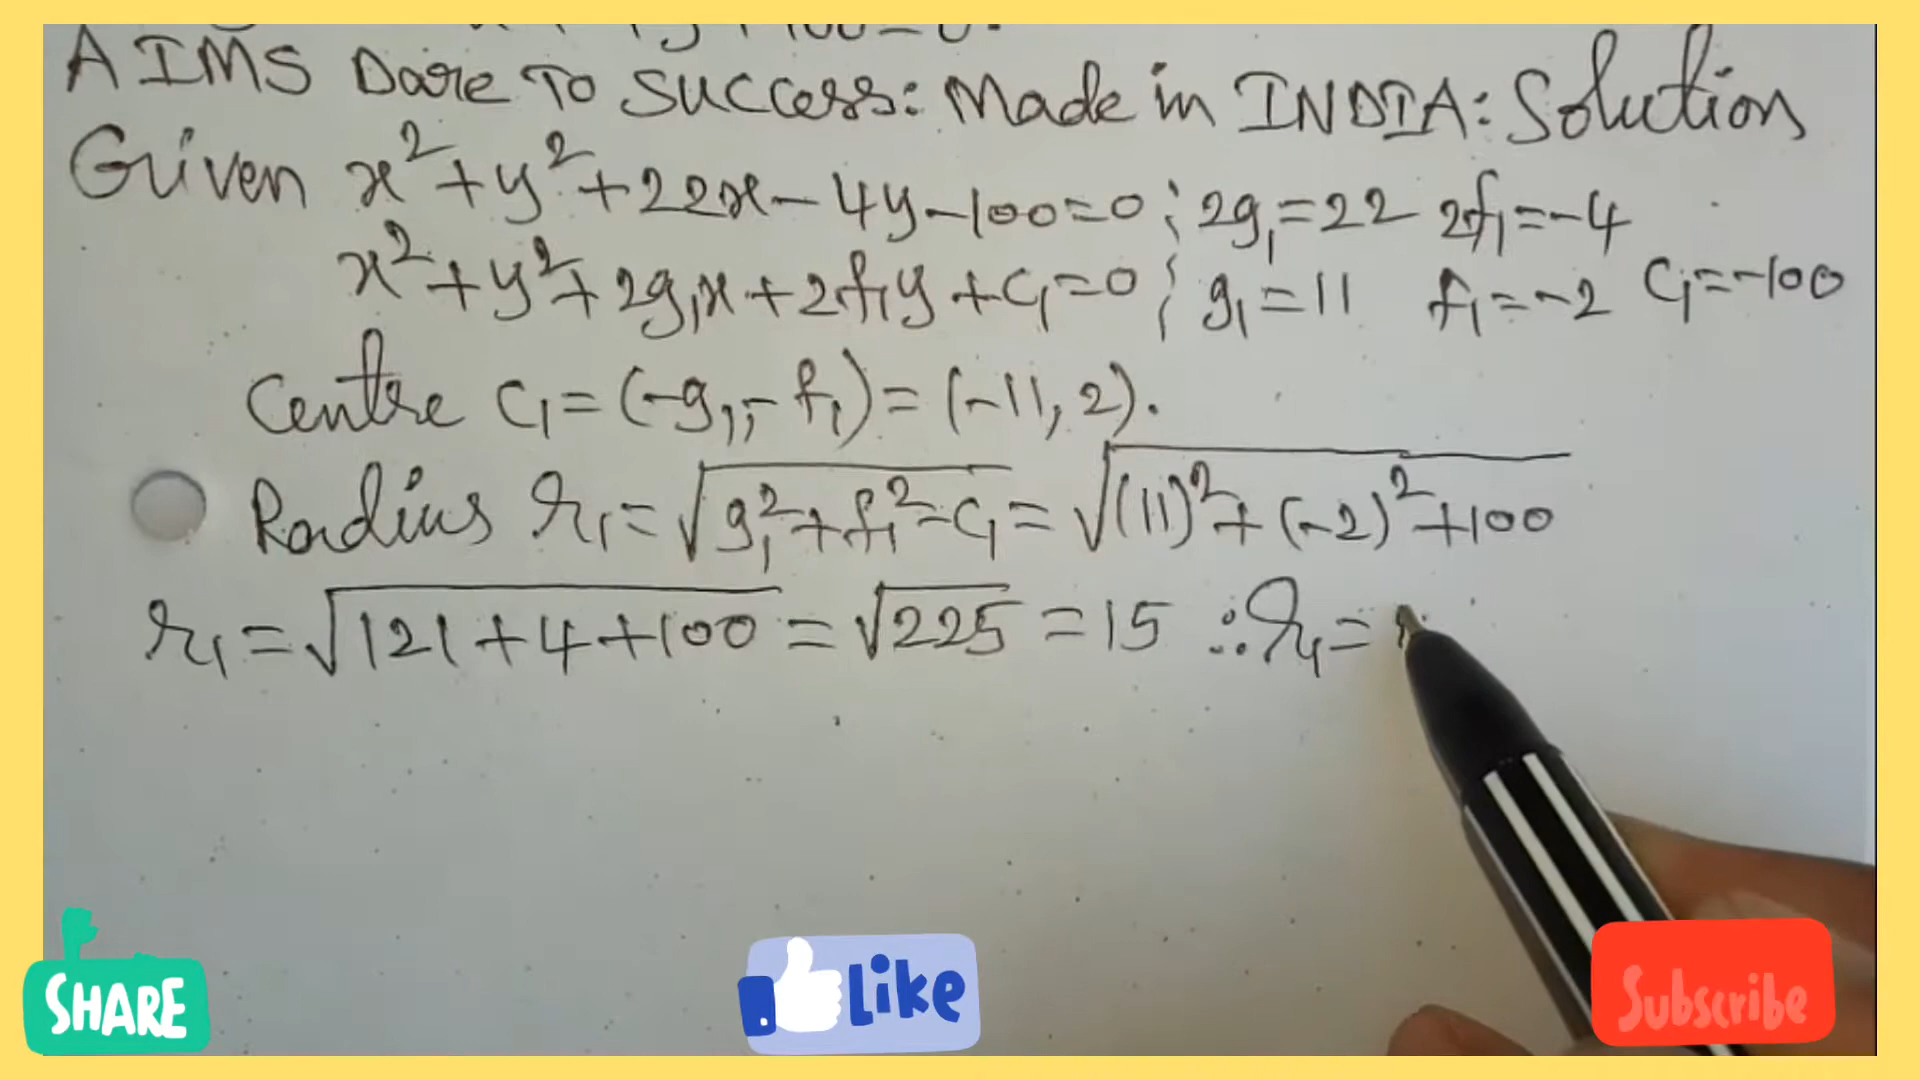 AIMS Dare To Success: Made in INDIA: Solution
Given x²+y²+22x-4y-100=0 ; 2g₁=22 2f₁=-4
x²+y²+2g₁x+2f₁y+c₁=0 ; g₁=11 f₁=-2 C₁=-100
Centre C₁=(-g₁,-f₁)=(-11,2).
Radius r₁=√(g₁²+f₁²-c₁)=√((11)²+(-2)²+100)
r₁=√(121+4+100)=√225=15 ∴r₁=
SHARE
Like
Subscribe